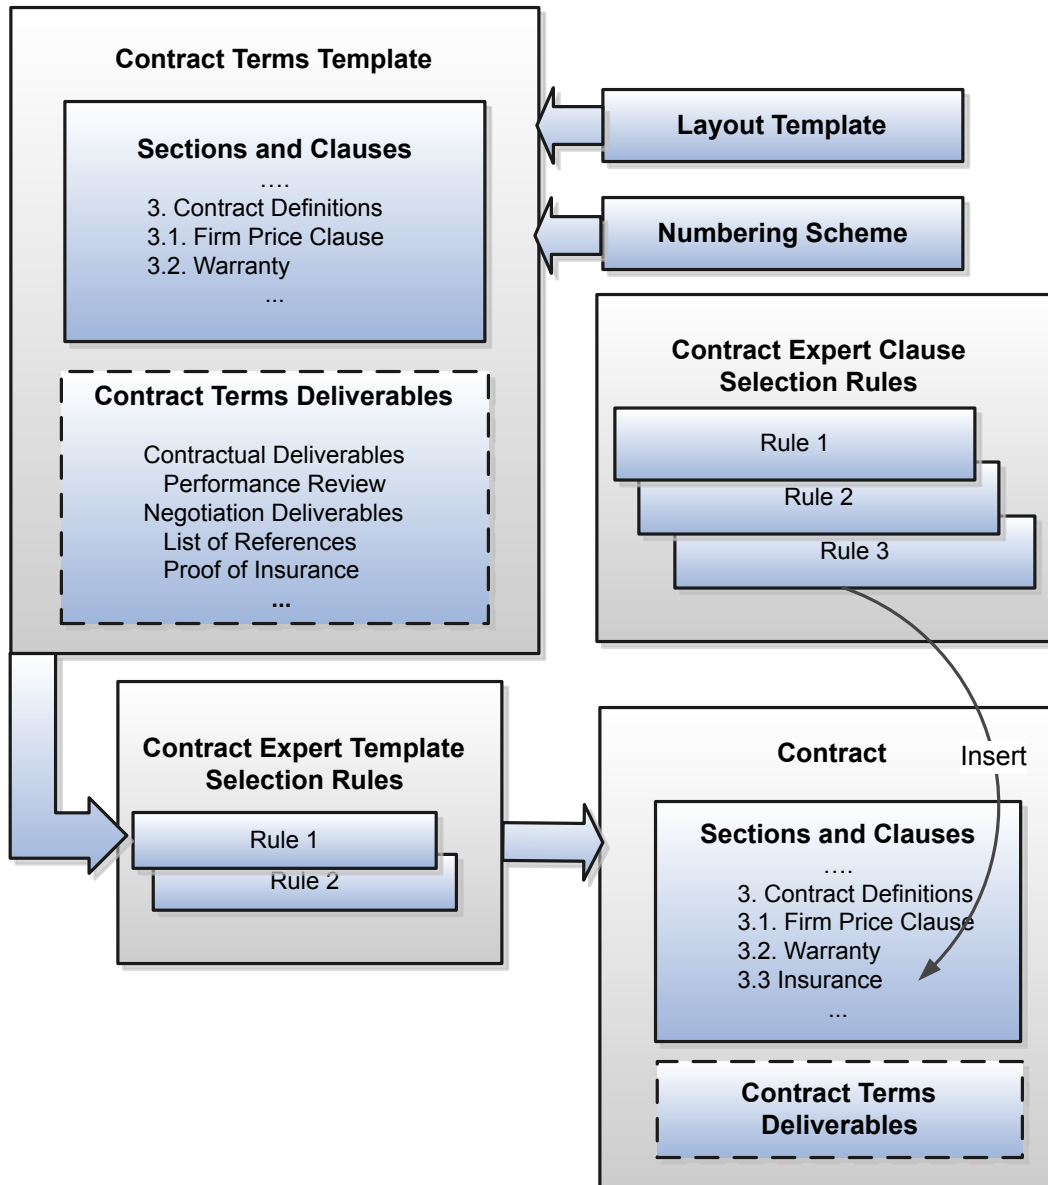 Contract Terms Template
Sections and Clauses
....
3. Contract Definitions
3.1. Firm Price Clause
3.2. Warranty
...
Contract Terms Deliverables
Contractual Deliverables
Performance Review
Negotiation Deliverables
List of References
Proof of Insurance
...
Layout Template
Numbering Scheme
Contract Expert Clause
Selection Rules
Rule 1
Rule 2
Rule 3
Contract Expert Template
Selection Rules
Rule 1
Rule 2
Contract
Insert
Sections and Clauses
....
3. Contract Definitions
3.1. Firm Price Clause
3.2. Warranty
3.3 Insurance
...
Contract Terms
Deliverables